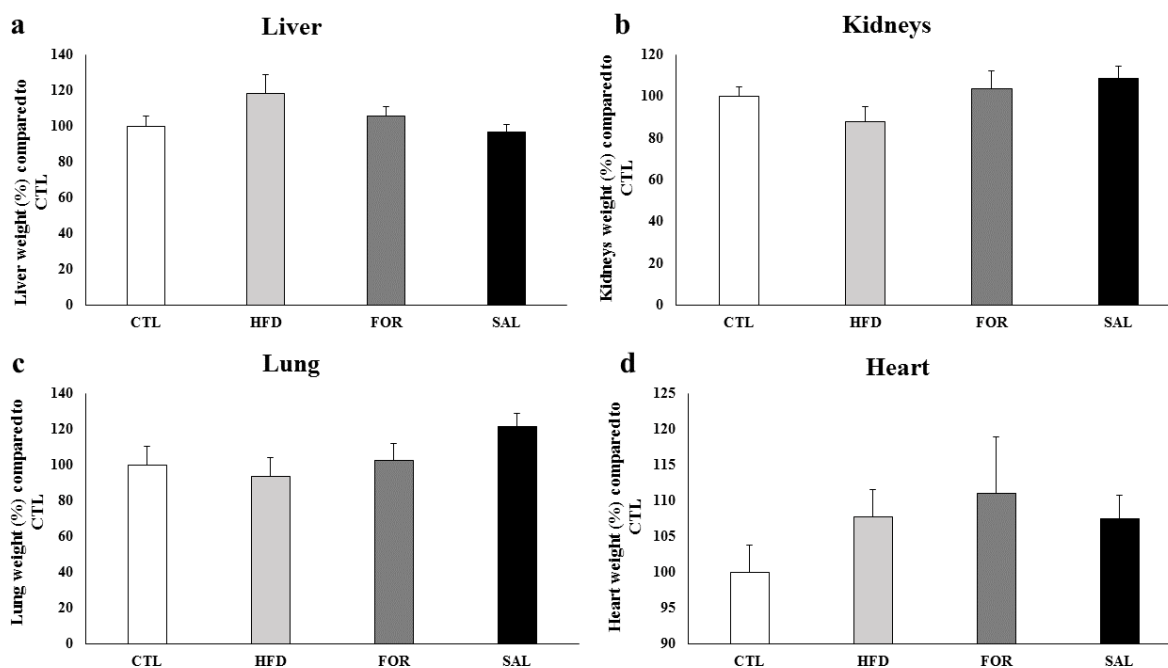 a
Liver
Liver weight (%) compared to
CTL
140
120
100
80
60
40
20
0
CTL HFD FOR SAL
b
Kidneys
Kidneys weight (%) compared to
CTL
120
100
80
60
40
20
0
CTL HFD FOR SAL
c
Lung
Lung weight (%) compared to
CTL
140
120
100
80
60
40
20
0
CTL HFD FOR SAL
d
Heart
Heart weight (%) compared to
CTL
125
120
115
110
105
100
95
90
CTL HFD FOR SAL